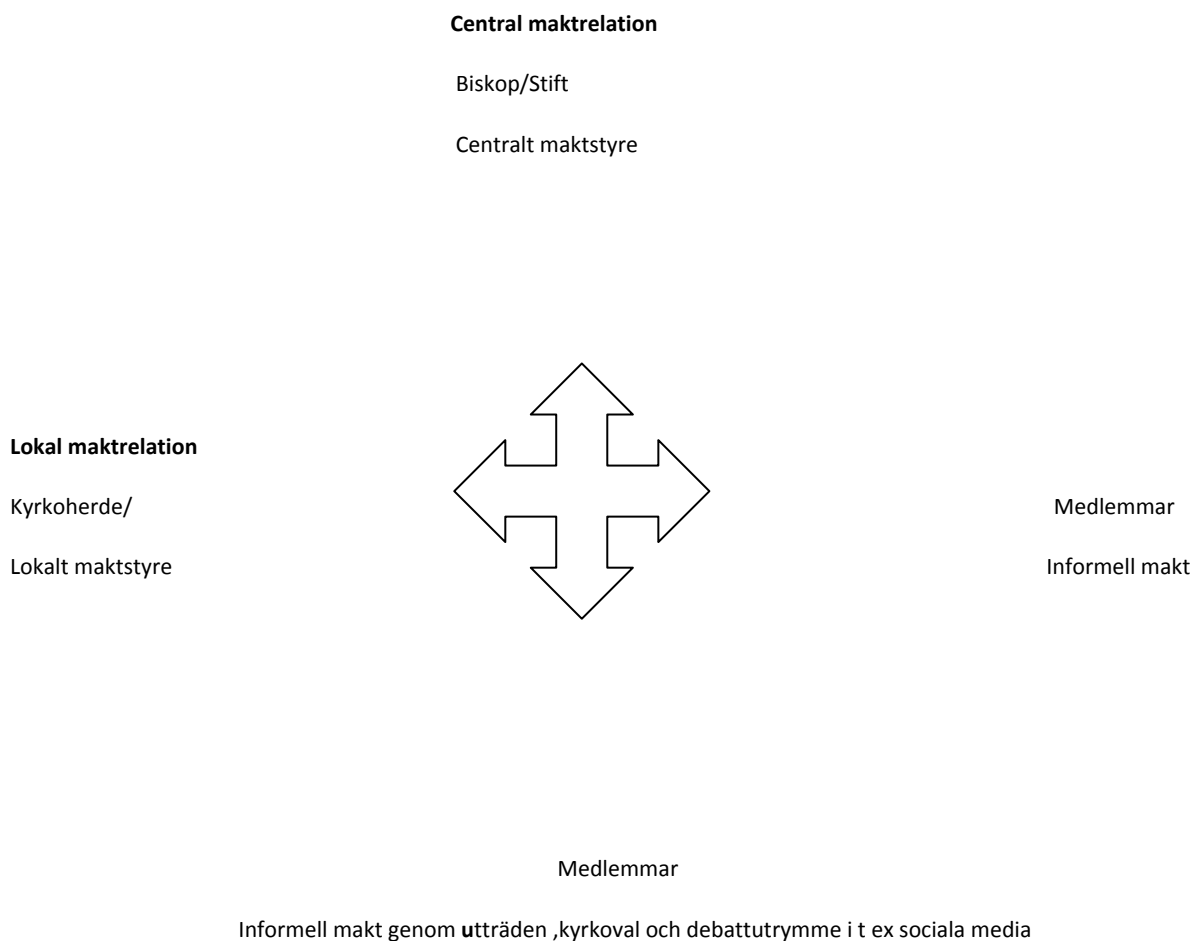 Central maktrelation
Biskop/Stift
Centralt maktstyre
Lokal maktrelation
Kyrkoherde/
Medlemmar
Lokalt maktstyre
Informell makt
Medlemmar
Informell makt genom utträden ,kyrkoval och debattutrymme i t ex sociala media